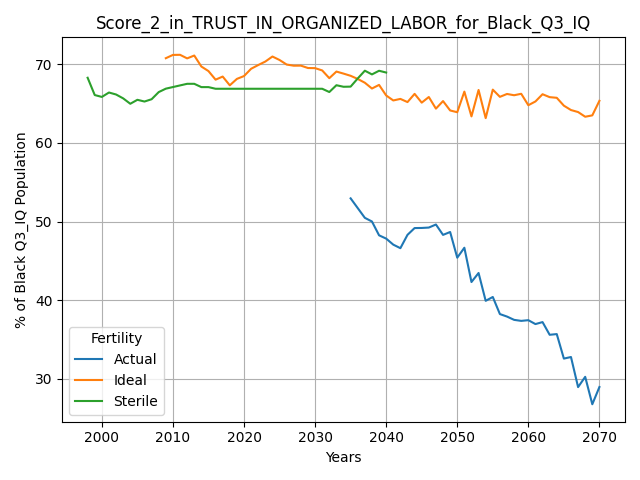 Score_2_in_TRUST_IN_ORGANIZED_LABOR_for_Black_Q3_IQ
% of Black Q3_IQ Population
70
60
50
40
30
Fertility
Actual
Ideal
Sterile
2000 2010 2020 2030 2040 2050 2060 2070
Years